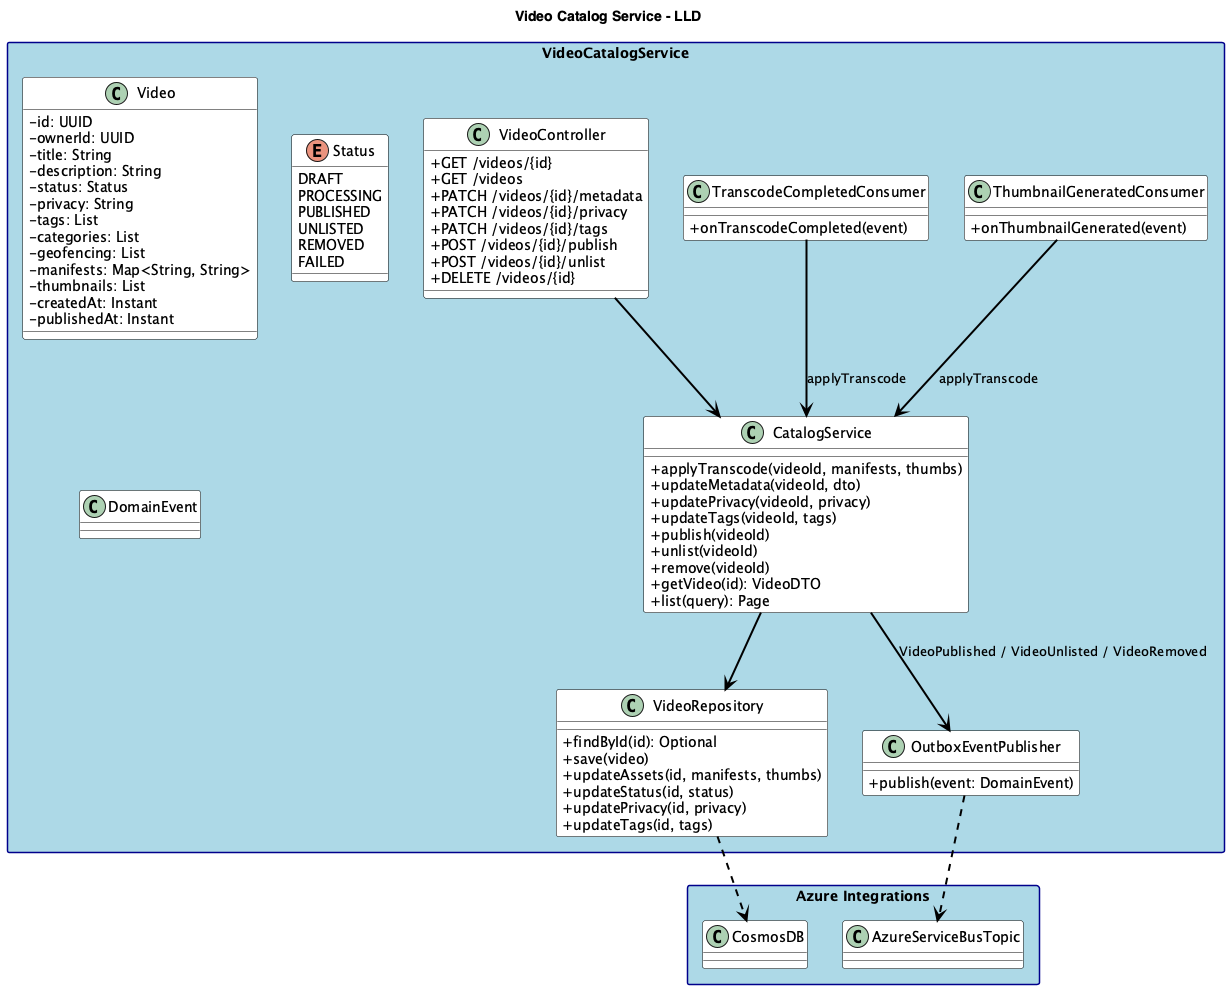 Video Catalog Service - LLD
VideoCatalogService
C Video
-id: UUID
-ownerId: UUID
-title: String
-description: String
-status: Status
-privacy: String
-tags: List
-categories: List
-geofencing: List
-manifests: Map<String, String>
-thumbnails: List
-createdAt: Instant
-publishedAt: Instant
E Status
DRAFT
PROCESSING
PUBLISHED
UNLISTED
REMOVED
FAILED
C VideoController
+GET /videos/{id}
+GET /videos
+PATCH /videos/{id}/metadata
+PATCH /videos/{id}/privacy
+PATCH /videos/{id}/tags
+POST /videos/{id}/publish
+POST /videos/{id}/unlist
+DELETE /videos/{id}
C TranscodeCompletedConsumer
+onTranscodeCompleted(event)
C ThumbnailGeneratedConsumer
+onThumbnailGenerated(event)
applyTranscode
applyTranscode
C CatalogService
+applyTranscode(videoId, manifests, thumbs)
+updateMetadata(videoId, dto)
+updatePrivacy(videoId, privacy)
+updateTags(videoId, tags)
+publish(videoId)
+unlist(videoId)
+remove(videoId)
+getVideo(id): VideoDTO
+list(query): Page
C DomainEvent
VideoPublished / VideoUnlisted / VideoRemoved
C VideoRepository
+findById(id): Optional
+save(video)
+updateAssets(id, manifests, thumbs)
+updateStatus(id, status)
+updatePrivacy(id, privacy)
+updateTags(id, tags)
C OutboxEventPublisher
+publish(event: DomainEvent)
Azure Integrations
C CosmosDB
C AzureServiceBusTopic